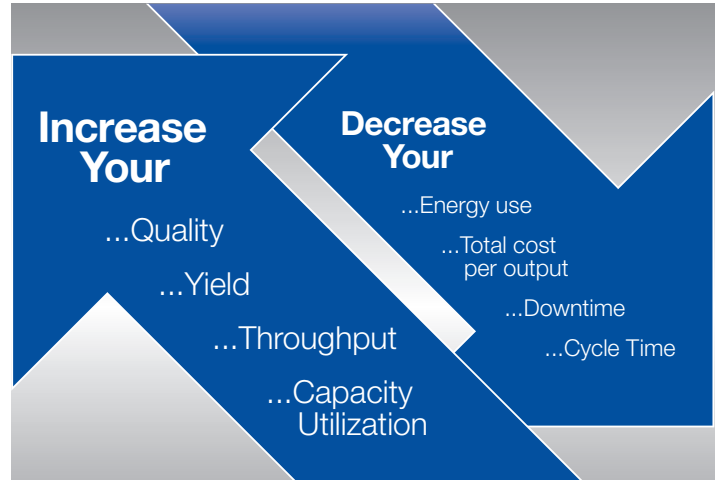 Increase
Your
...Quality
...Yield
...Throughput
...Capacity
Utilization
Decrease
Your
...Energy use
...Total cost
per output
...Downtime
...Cycle Time